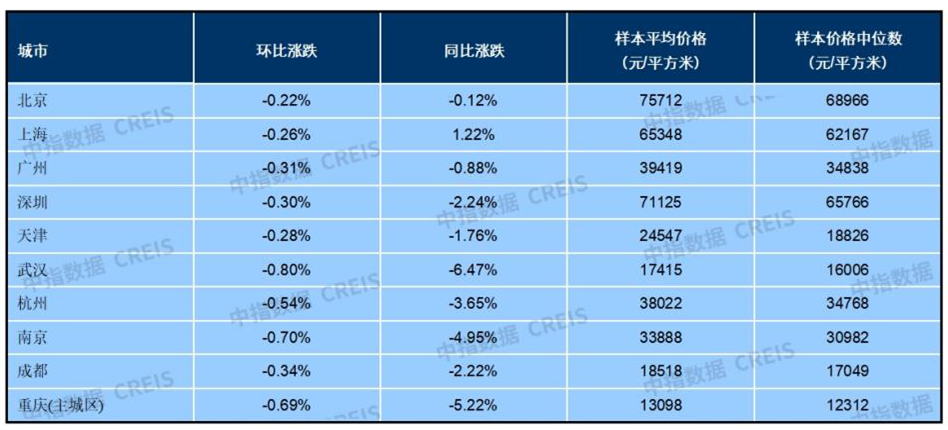 城市 环比涨跌 同比涨跌 样本平均价格（元/平方米） 样本价格中位数（元/平方米）
北京 -0.22% -0.12% 75712 68966
上海 -0.26% 1.22% 65348 62167
广州 -0.31% -0.88% 39419 34838
深圳 -0.30% -2.24% 71125 65766
天津 -0.28% -1.76% 24547 18826
武汉 -0.80% -6.47% 17415 16006
杭州 -0.54% -3.65% 38022 34768
南京 -0.70% -4.95% 33888 30982
成都 -0.34% -2.22% 18518 17049
重庆(主城区) -0.69% -5.22% 13098 12312
中指数据 CREIS